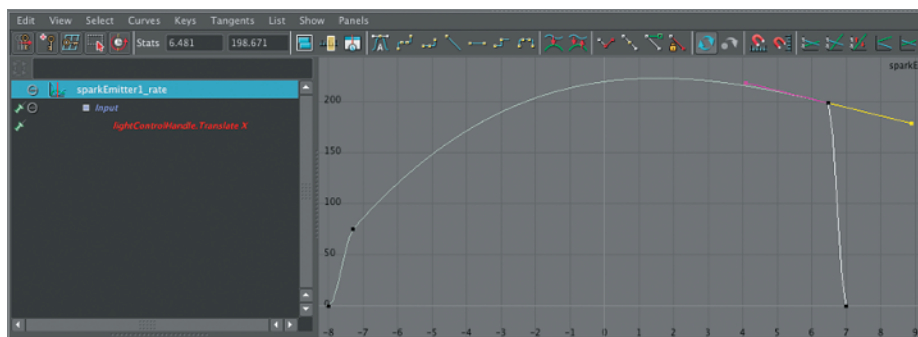 Edit View Select Curves Keys Tangents List Show Panels
Stats 6.481 198.671
sparkE
sparkEmitter1_rate
Input
lightControlHandle.Translate X
200
150
100
50
0
-8 -7 -6 -5 -4 -3 -2 -1 0 1 2 3 4 5 6 7 8 9